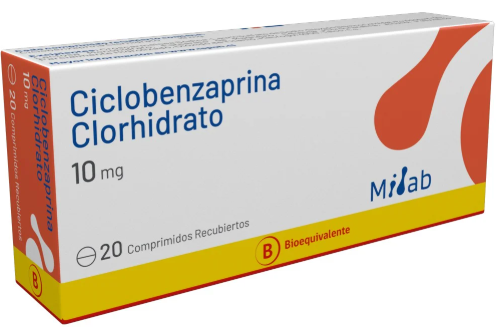 Ciclobenzaprina
Clorhidrato
10 mg
20 Comprimidos Recubiertos
Milab
B Bioequivalente
Ciclobenzaprina
Clorhidrato
10 mg
20 Comprimidos Recubiertos
B